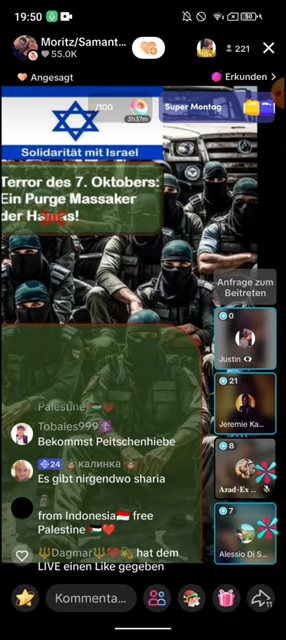 19:50
50
Moritz/Samant...
55.0K
221
Angesagt
Erkunden
/100
3h37m
Super Montag
Solidarität mit Israel
Terror des 7. Oktobers:
Ein Purge Massaker
der Hamas!
Anfrage zum
Beitreten
0
Justin
21
Jeremie Ka...
8
Azad-Ex
7
Alessio Di S...
Palestine
Tobaies999
Bekommst Peitschenhiebe
24 калинка
Es gibt nirgendwo sharia
from Indonesia free
Palestine
Dagmar hat dem
LIVE einen Like gegeben
Kommenta...
11